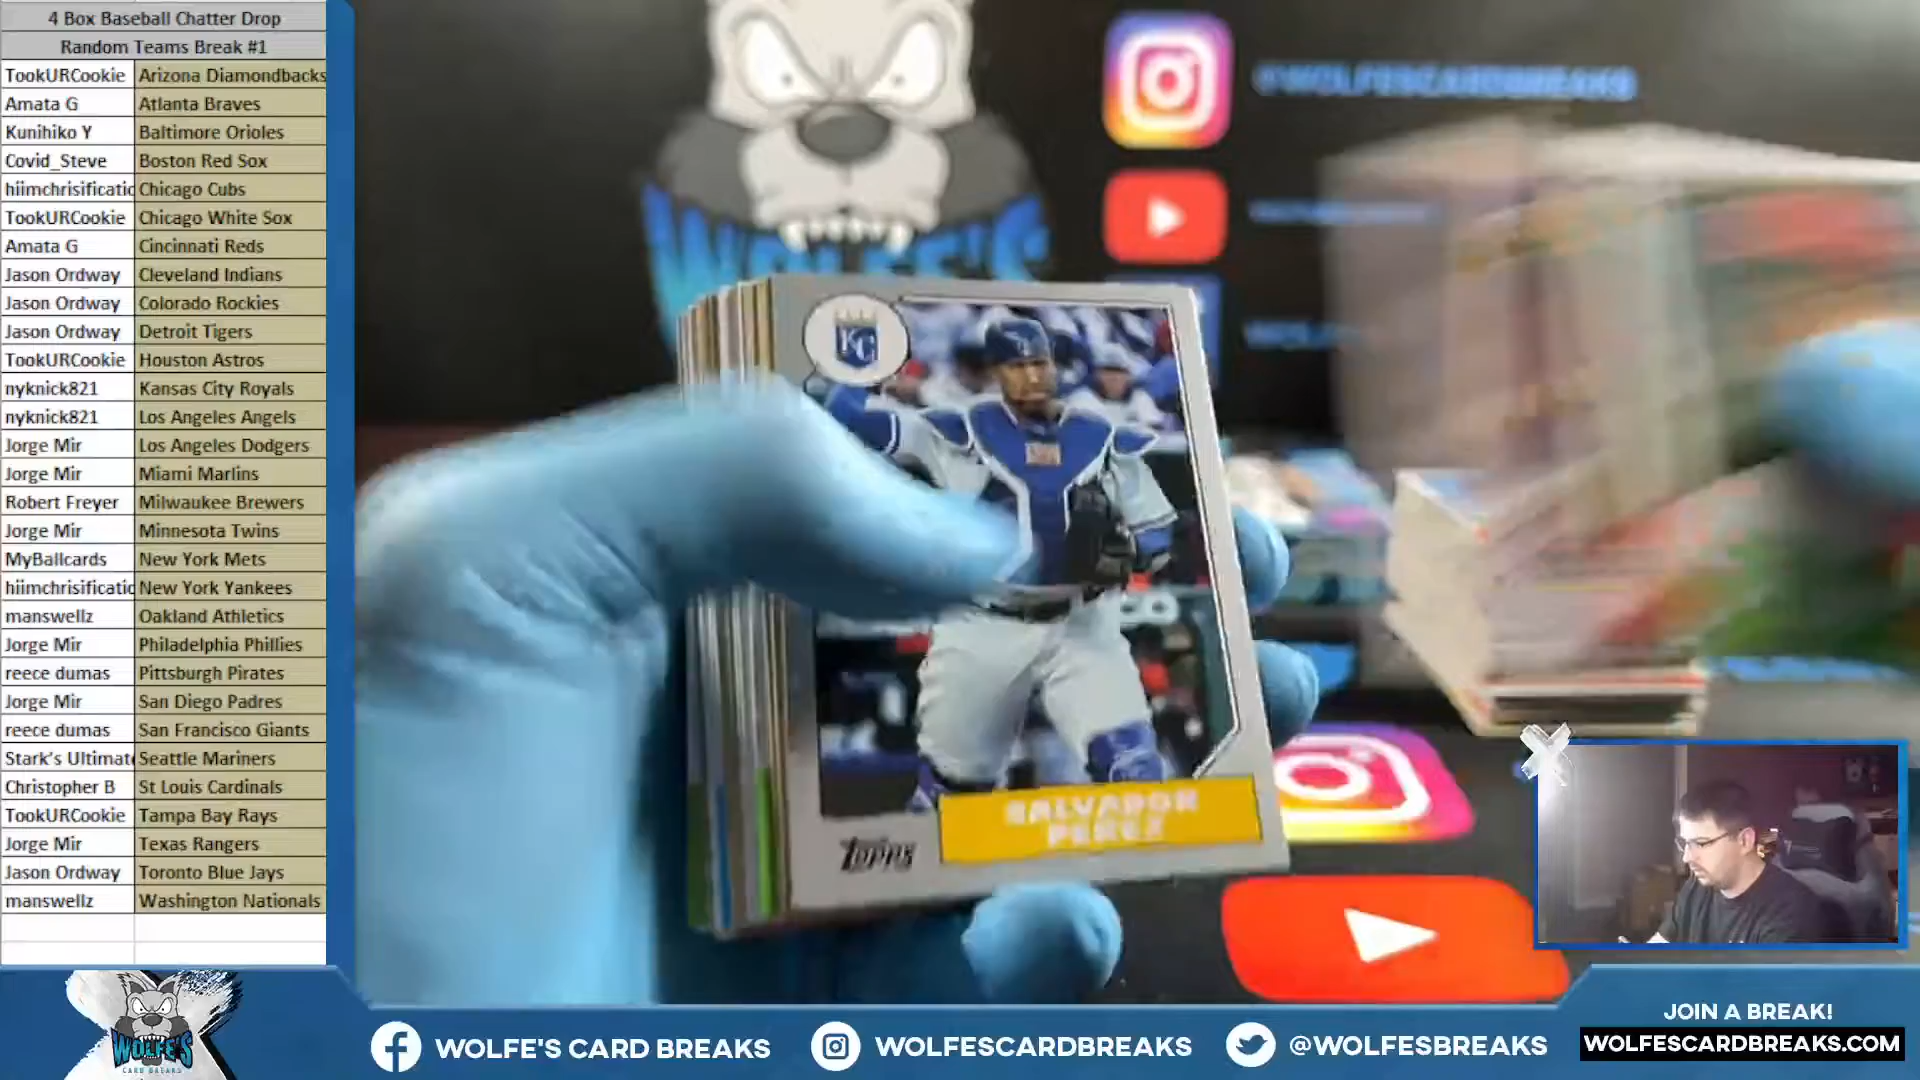 4 Box Baseball Chatter Drop
Random Teams Break #1
TookURCookie Arizona Diamondbacks
Amata G Atlanta Braves
Kunihiko Y Baltimore Orioles
Covid_Steve Boston Red Sox
hiimchrisificatio Chicago Cubs
TookURCookie Chicago White Sox
Amata G Cincinnati Reds
Jason Ordway Cleveland Indians
Jason Ordway Colorado Rockies
Jason Ordway Detroit Tigers
TookURCookie Houston Astros
nyknick821 Kansas City Royals
nyknick821 Los Angeles Angels
Jorge Mir Los Angeles Dodgers
Jorge Mir Miami Marlins
Robert Freyer Milwaukee Brewers
Jorge Mir Minnesota Twins
MyBallcards New York Mets
hiimchrisificatio New York Yankees
manswellz Oakland Athletics
Jorge Mir Philadelphia Phillies
reece dumas Pittsburgh Pirates
Jorge Mir San Diego Padres
reece dumas San Francisco Giants
Stark's Ultimat Seattle Mariners
Christopher B St Louis Cardinals
TookURCookie Tampa Bay Rays
Jorge Mir Texas Rangers
Jason Ordway Toronto Blue Jays
manswellz Washington Nationals
@WOLFESCARDBREAKS
WOLFE'S
KC
SALVADOR
PEREZ
Topps
WOLFE'S
CARD BREAKS
WOLFE'S CARD BREAKS
WOLFESCARDBREAKS
@WOLFESBREAKS
JOIN A BREAK!
WOLFESCARDBREAKS.COM